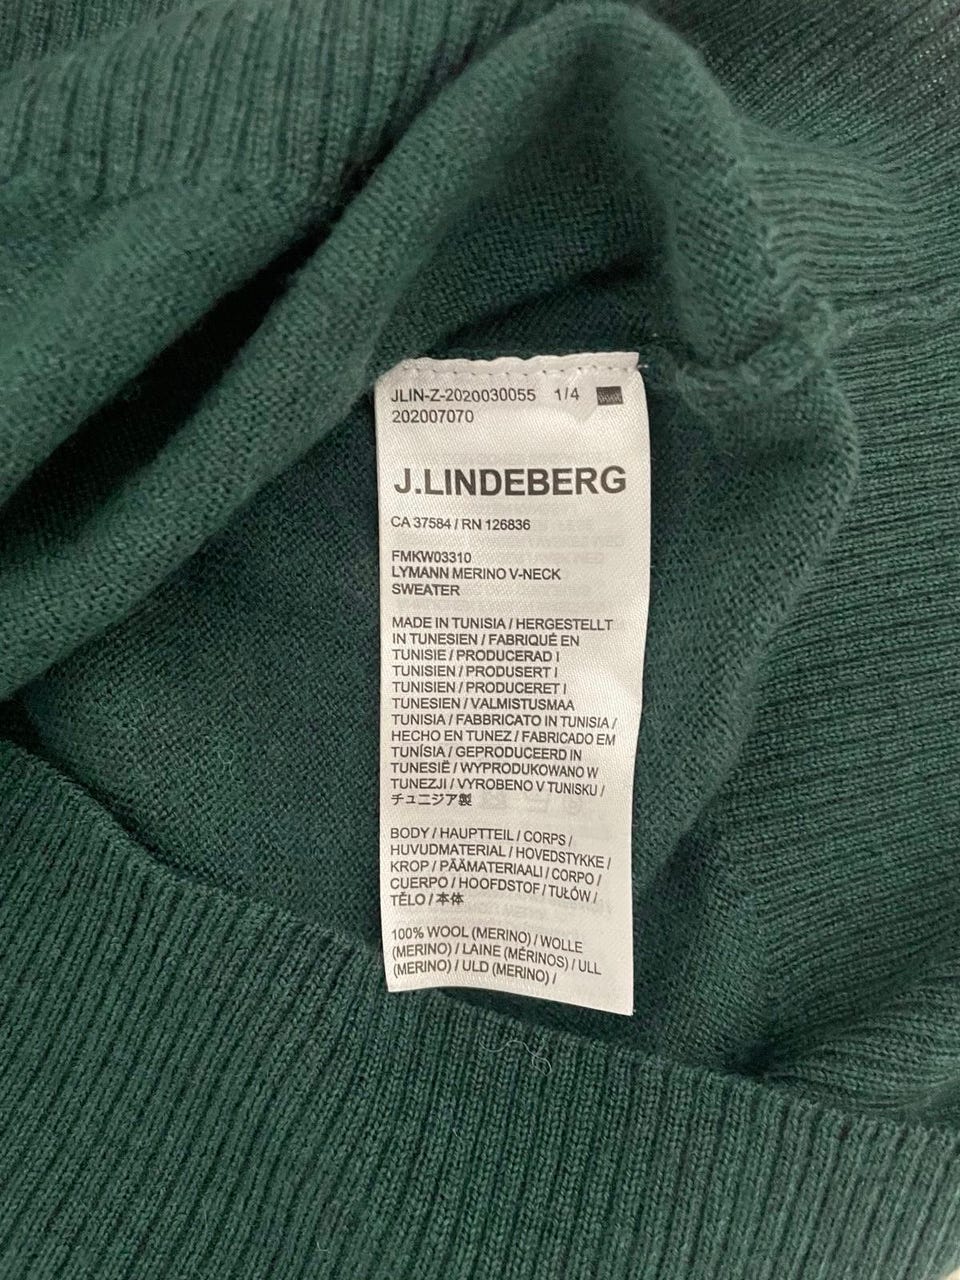 JLIN-Z-2020030055 1/4
202007070
J.LINDEBERG
CA 37584 / RN 126836
FMKW03310
LYMANN MERINO V-NECK
SWEATER
MADE IN TUNISIA / HERGESTELLT
IN TUNESIEN / FABRIQUÉ EN
TUNISIE / PRODUCERAD I
TUNISIEN / PRODUSERT I
TUNISIEN / PRODUCERET I
TUNESIEN / VALMISTUSMAA
TUNISIA / FABBRICATO IN TUNISIA /
HECHO EN TUNEZ / FABRICADO EM
TUNÍSIA / GEPRODUCEERD IN
TUNESIË / WYPRODUKOWANO W
TUNEZJI / VYROBENO V TUNISKU /
チュニジア製
BODY / HAUPTTEIL / CORPS /
HUVUDMATERIAL / HOVEDSTYKKE /
KROP / PÄÄMATERIAALI / CORPO /
CUERPO / HOOFDSTOF / TUŁÓW /
TĚLO / 本体
100% WOOL (MERINO) / WOLLE
(MERINO) / LAINE (MÉRINOS) / ULL
(MERINO) / ULD (MERINO) /